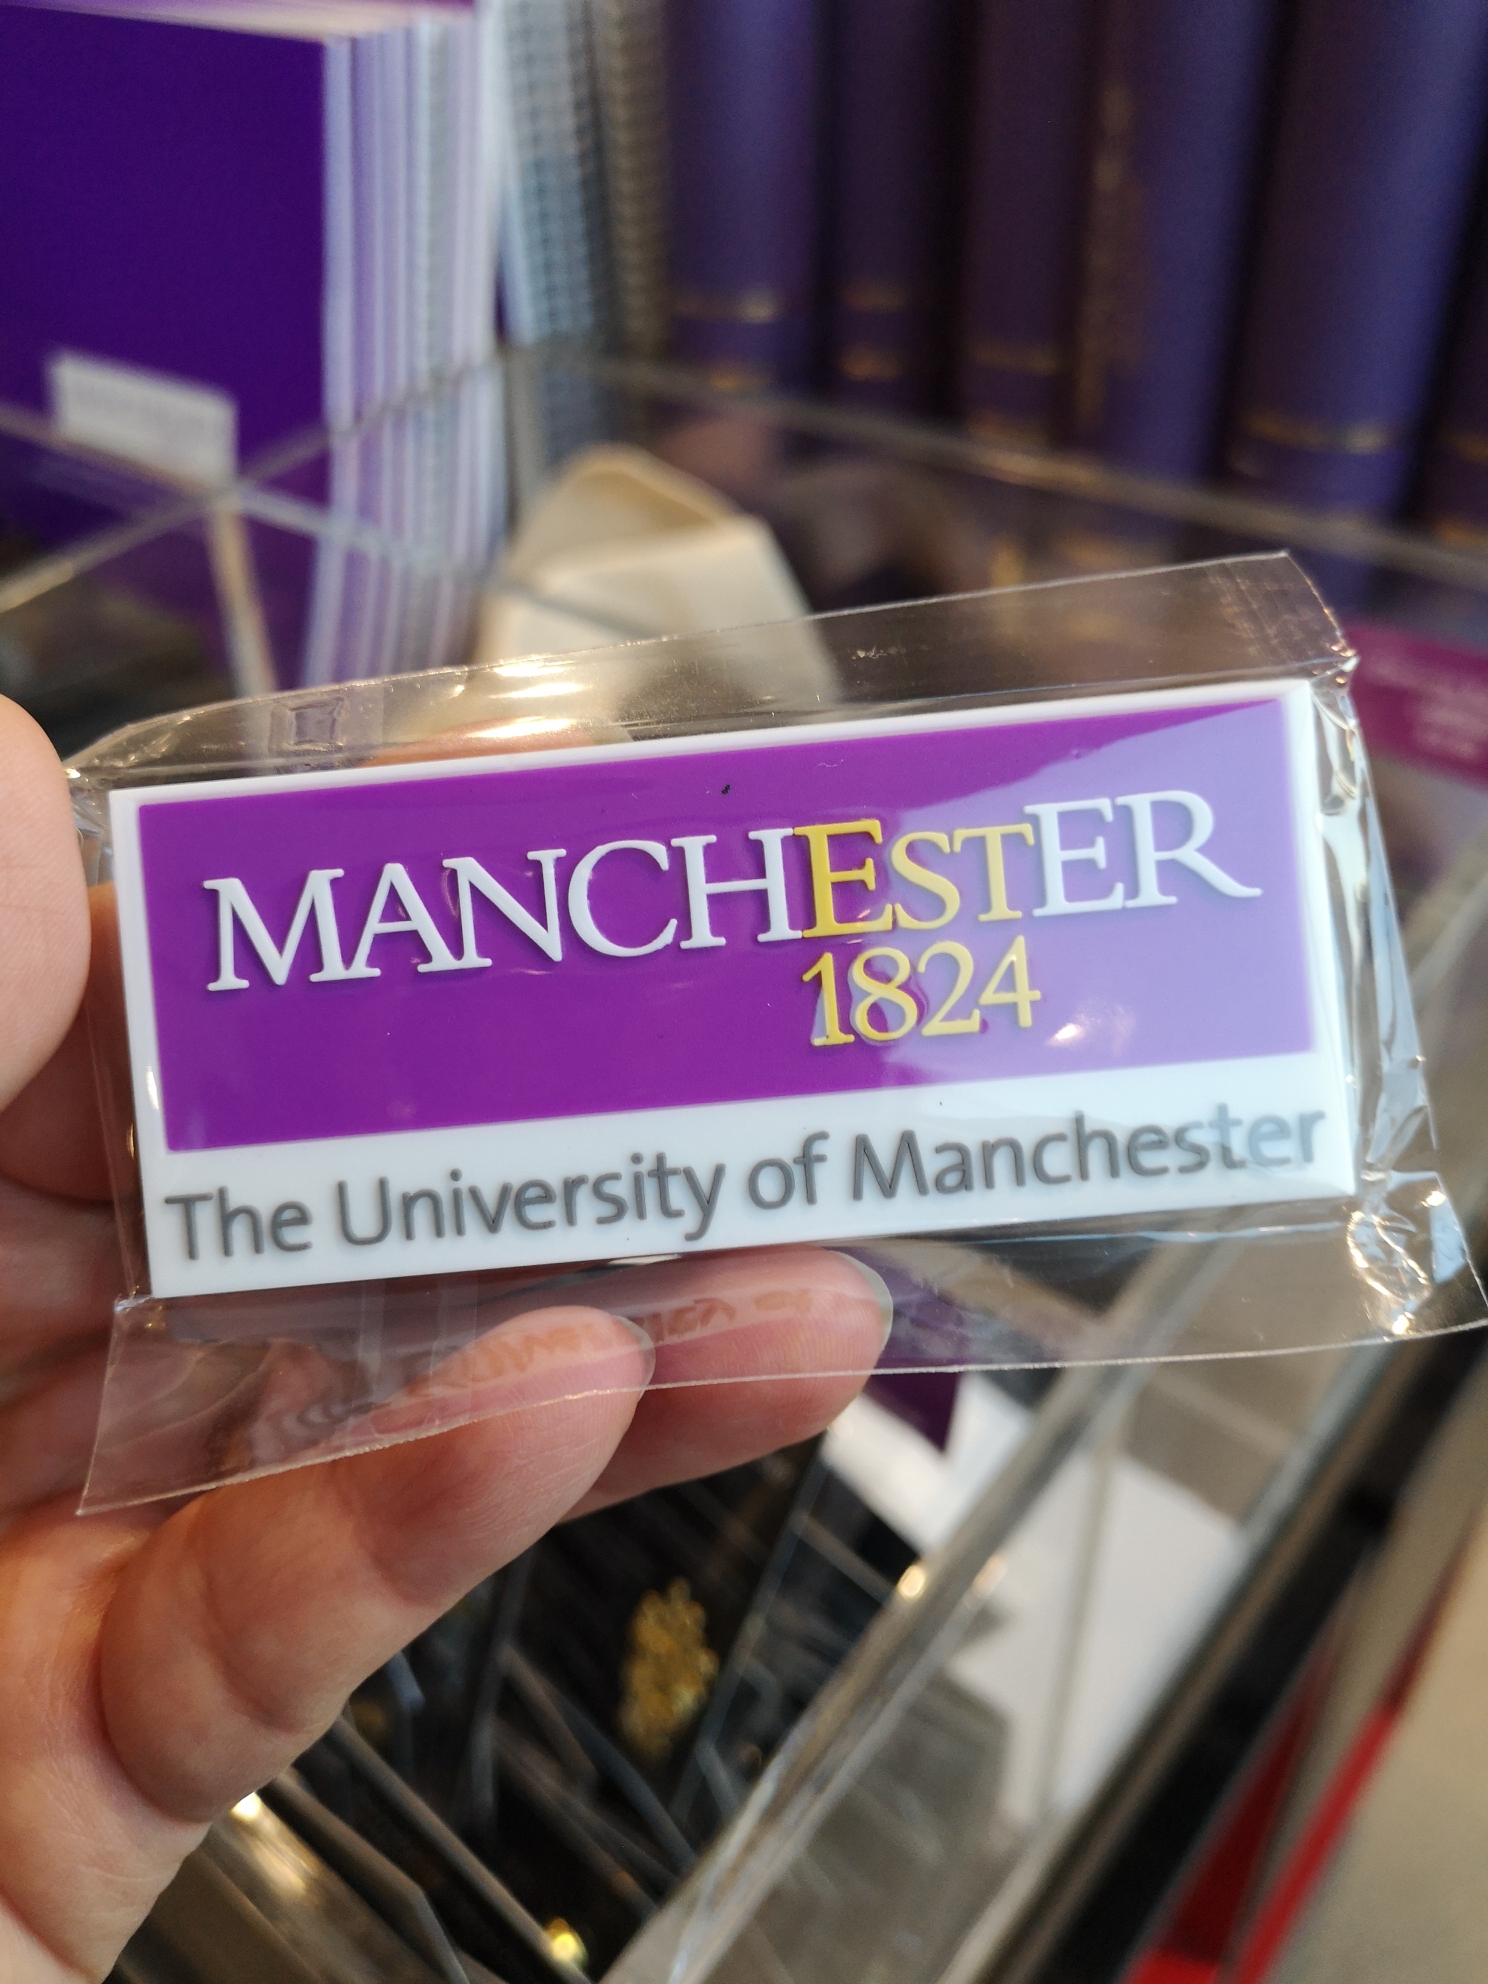 MANCHESTER
1824
The University of Manchester